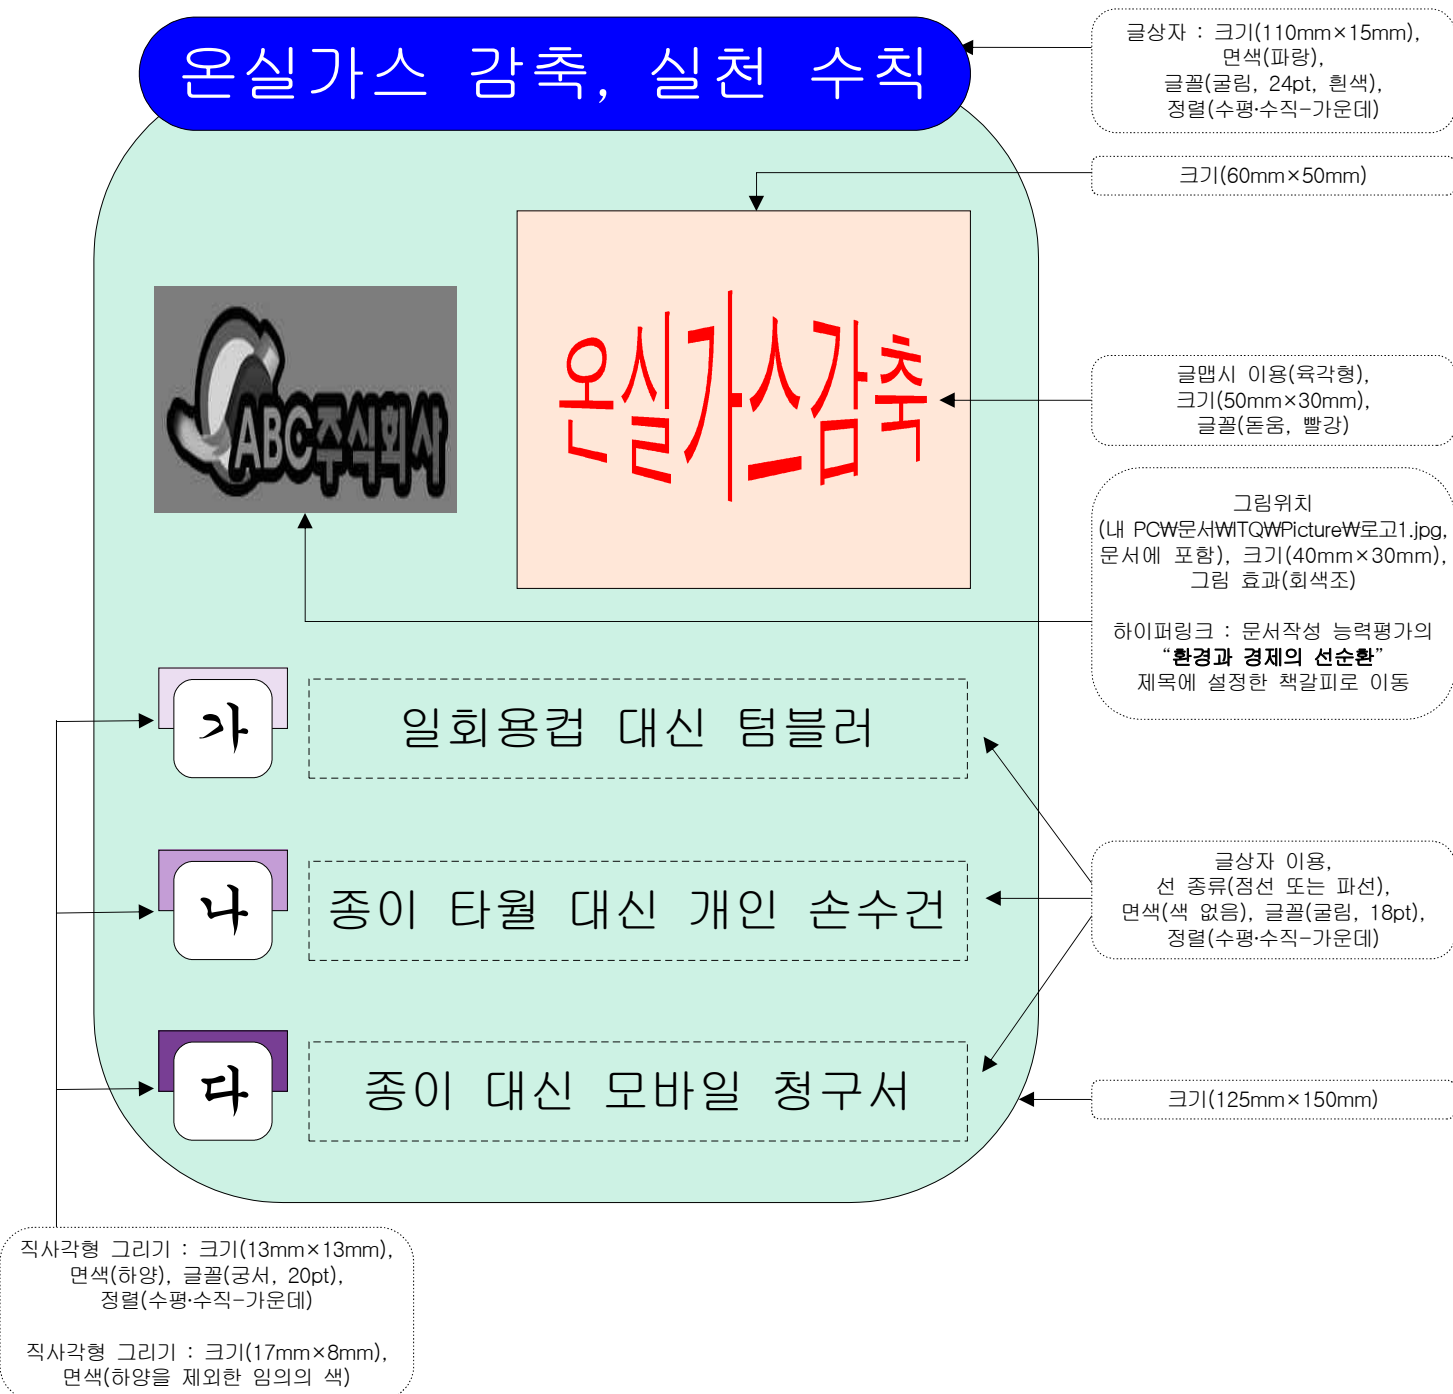 온실가스 감축, 실천 수칙
글상자 : 크기(110mm×15mm),
면색(파랑),
글꼴(굴림, 24pt, 흰색),
정렬(수평·수직-가운데)
크기(60mm×50mm)
온실가스감축
ABC주식회사
글맵시 이용(육각형),
크기(50mm×30mm),
글꼴(돋움, 빨강)
그림위치
(내 PC₩문서₩ITQ₩Picture₩로고1.jpg,
문서에 포함), 크기(40mm×30mm),
그림 효과(회색조)
하이퍼링크 : 문서작성 능력평가의
“환경과 경제의 선순환”
제목에 설정한 책갈피로 이동
가
일회용컵 대신 텀블러
나
종이 타월 대신 개인 손수건
글상자 이용,
선 종류(점선 또는 파선),
면색(색 없음), 글꼴(굴림, 18pt),
정렬(수평·수직-가운데)
다
종이 대신 모바일 청구서
크기(125mm×150mm)
직사각형 그리기 : 크기(13mm×13mm),
면색(하양), 글꼴(궁서, 20pt),
정렬(수평·수직-가운데)
직사각형 그리기 : 크기(17mm×8mm),
면색(하양을 제외한 임의의 색)